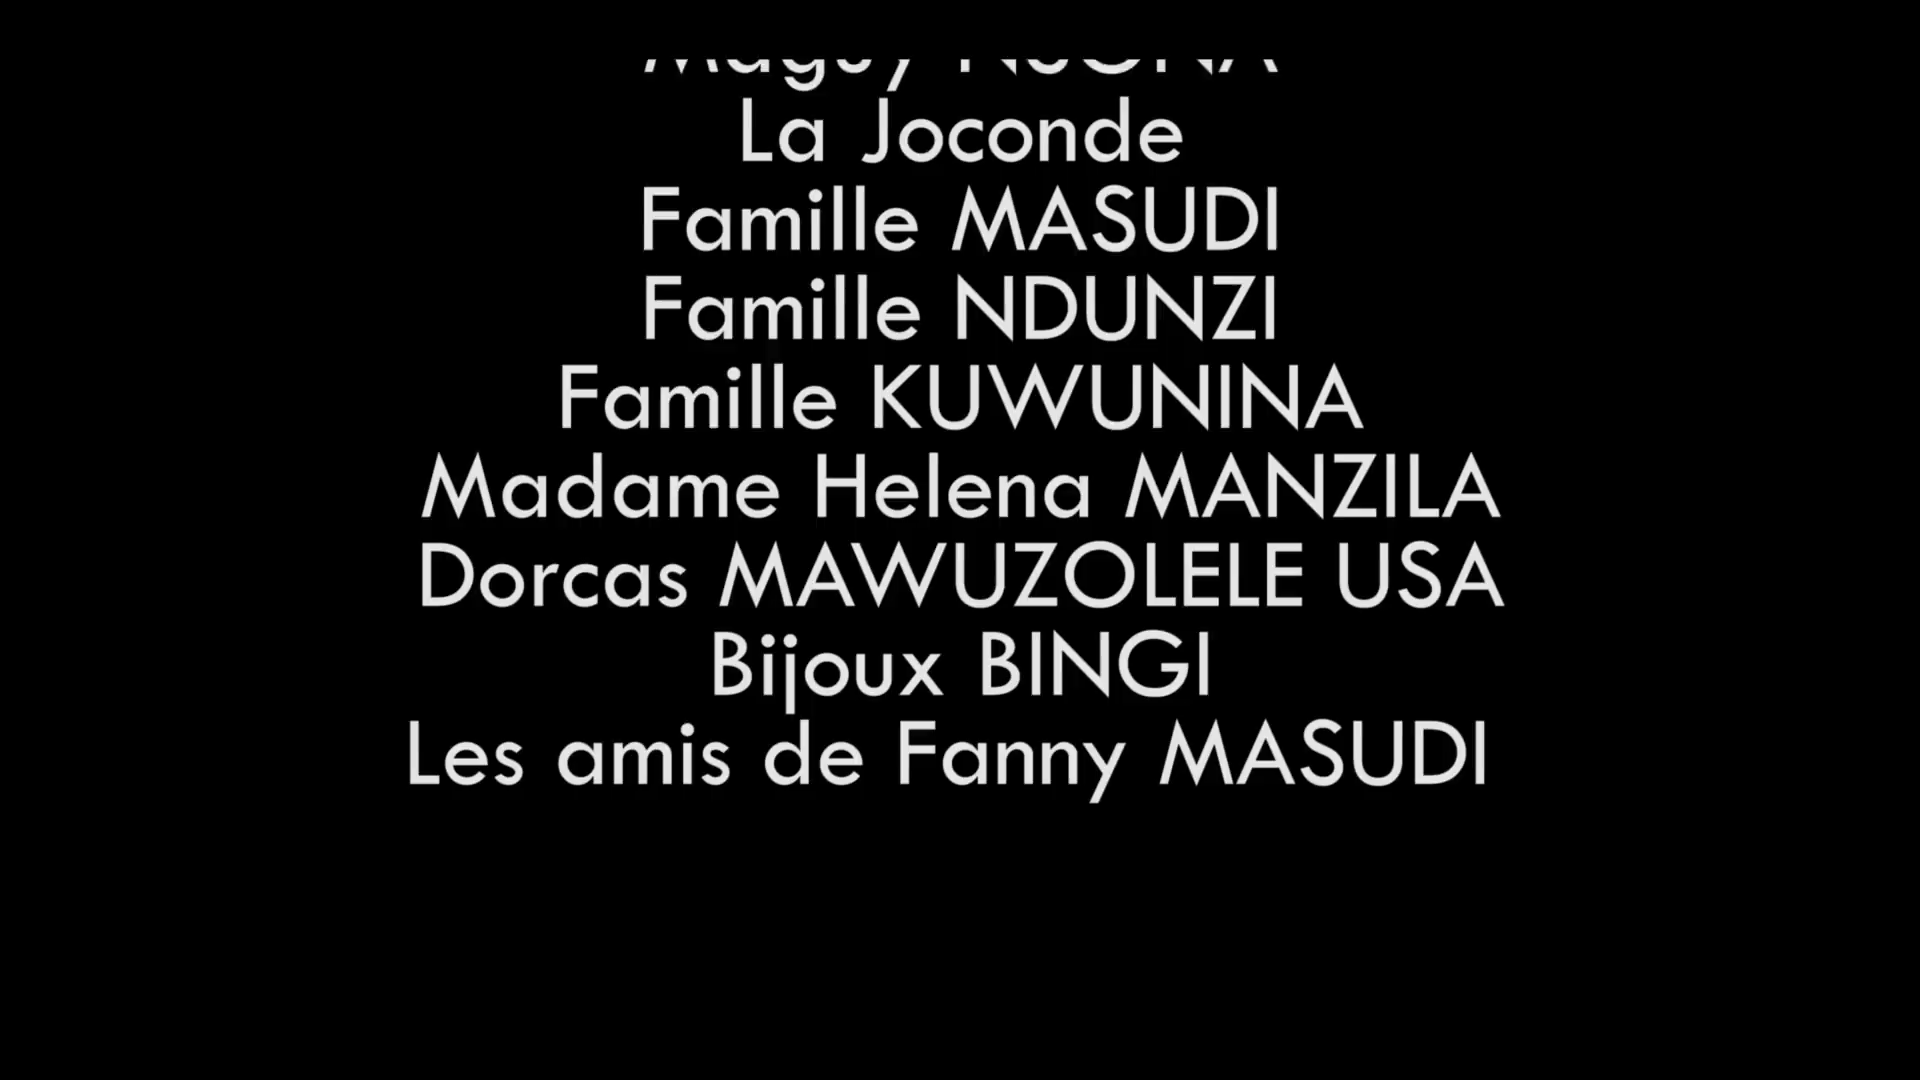 La Joconde
Famille MASUDI
Famille NDUNZI
Famille KUWUNINA
Madame Helena MANZILA
Dorcas MAWUZOLELE USA
Bijoux BINGI
Les amis de Fanny MASUDI